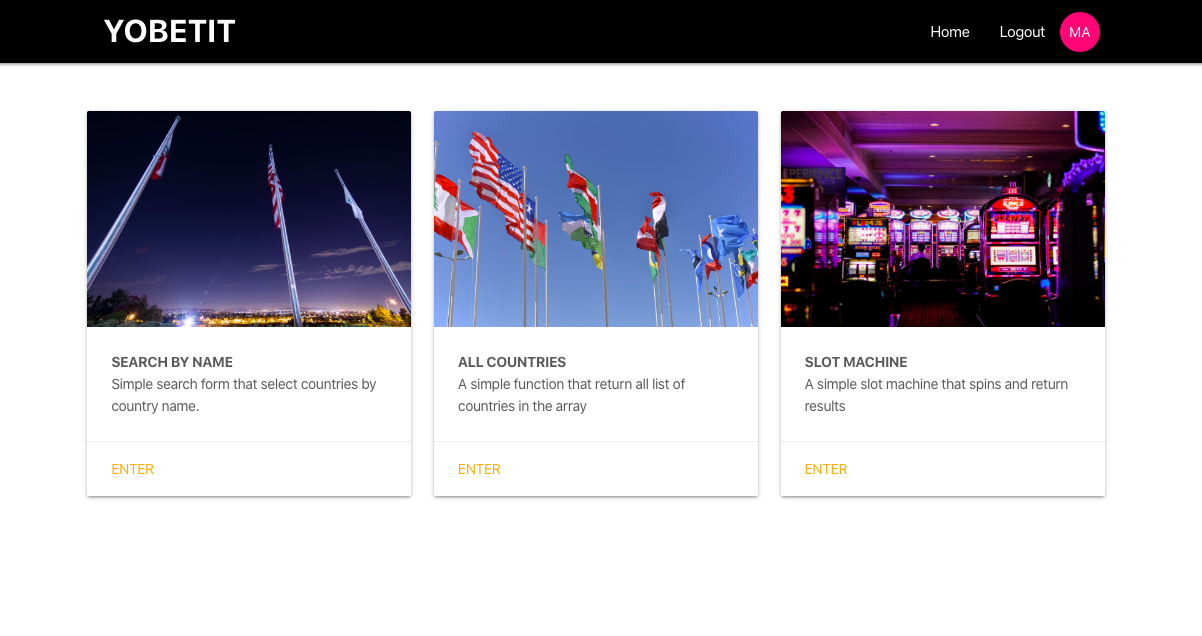 YOBETIT
Home
Logout
MA
SEARCH BY NAME
Simple search form that select countries by
country name.
ENTER
ALL COUNTRIES
A simple function that return all list of
countries in the array
ENTER
SLOT MACHINE
A simple slot machine that spins and return
results
ENTER